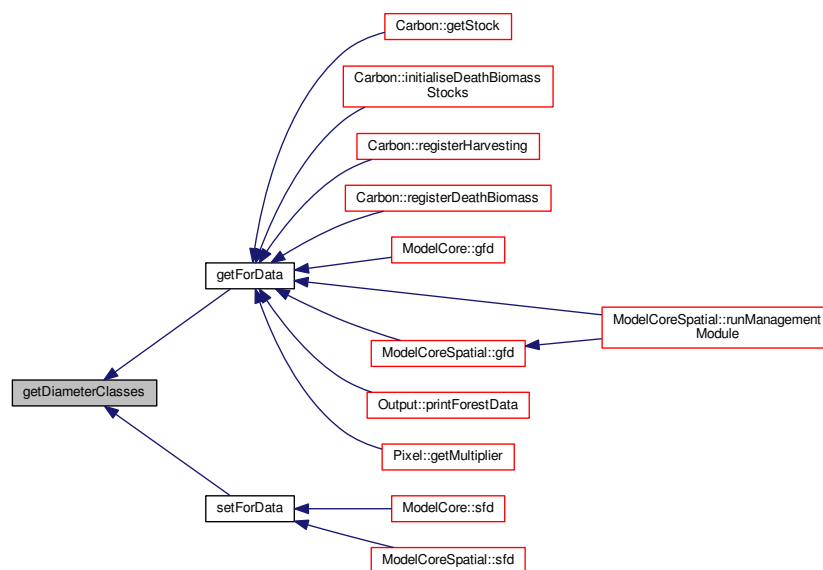 Carbon::getStock
Carbon::initialiseDeathBiomass
Stocks
Carbon::registerHarvesting
Carbon::registerDeathBiomass
ModelCore::gfd
getForData
ModelCoreSpatial::runManagement
Module
ModelCoreSpatial::gfd
getDiameterClasses
Output::printForestData
Pixel::getMultiplier
setForData
ModelCore::sfd
ModelCoreSpatial::sfd